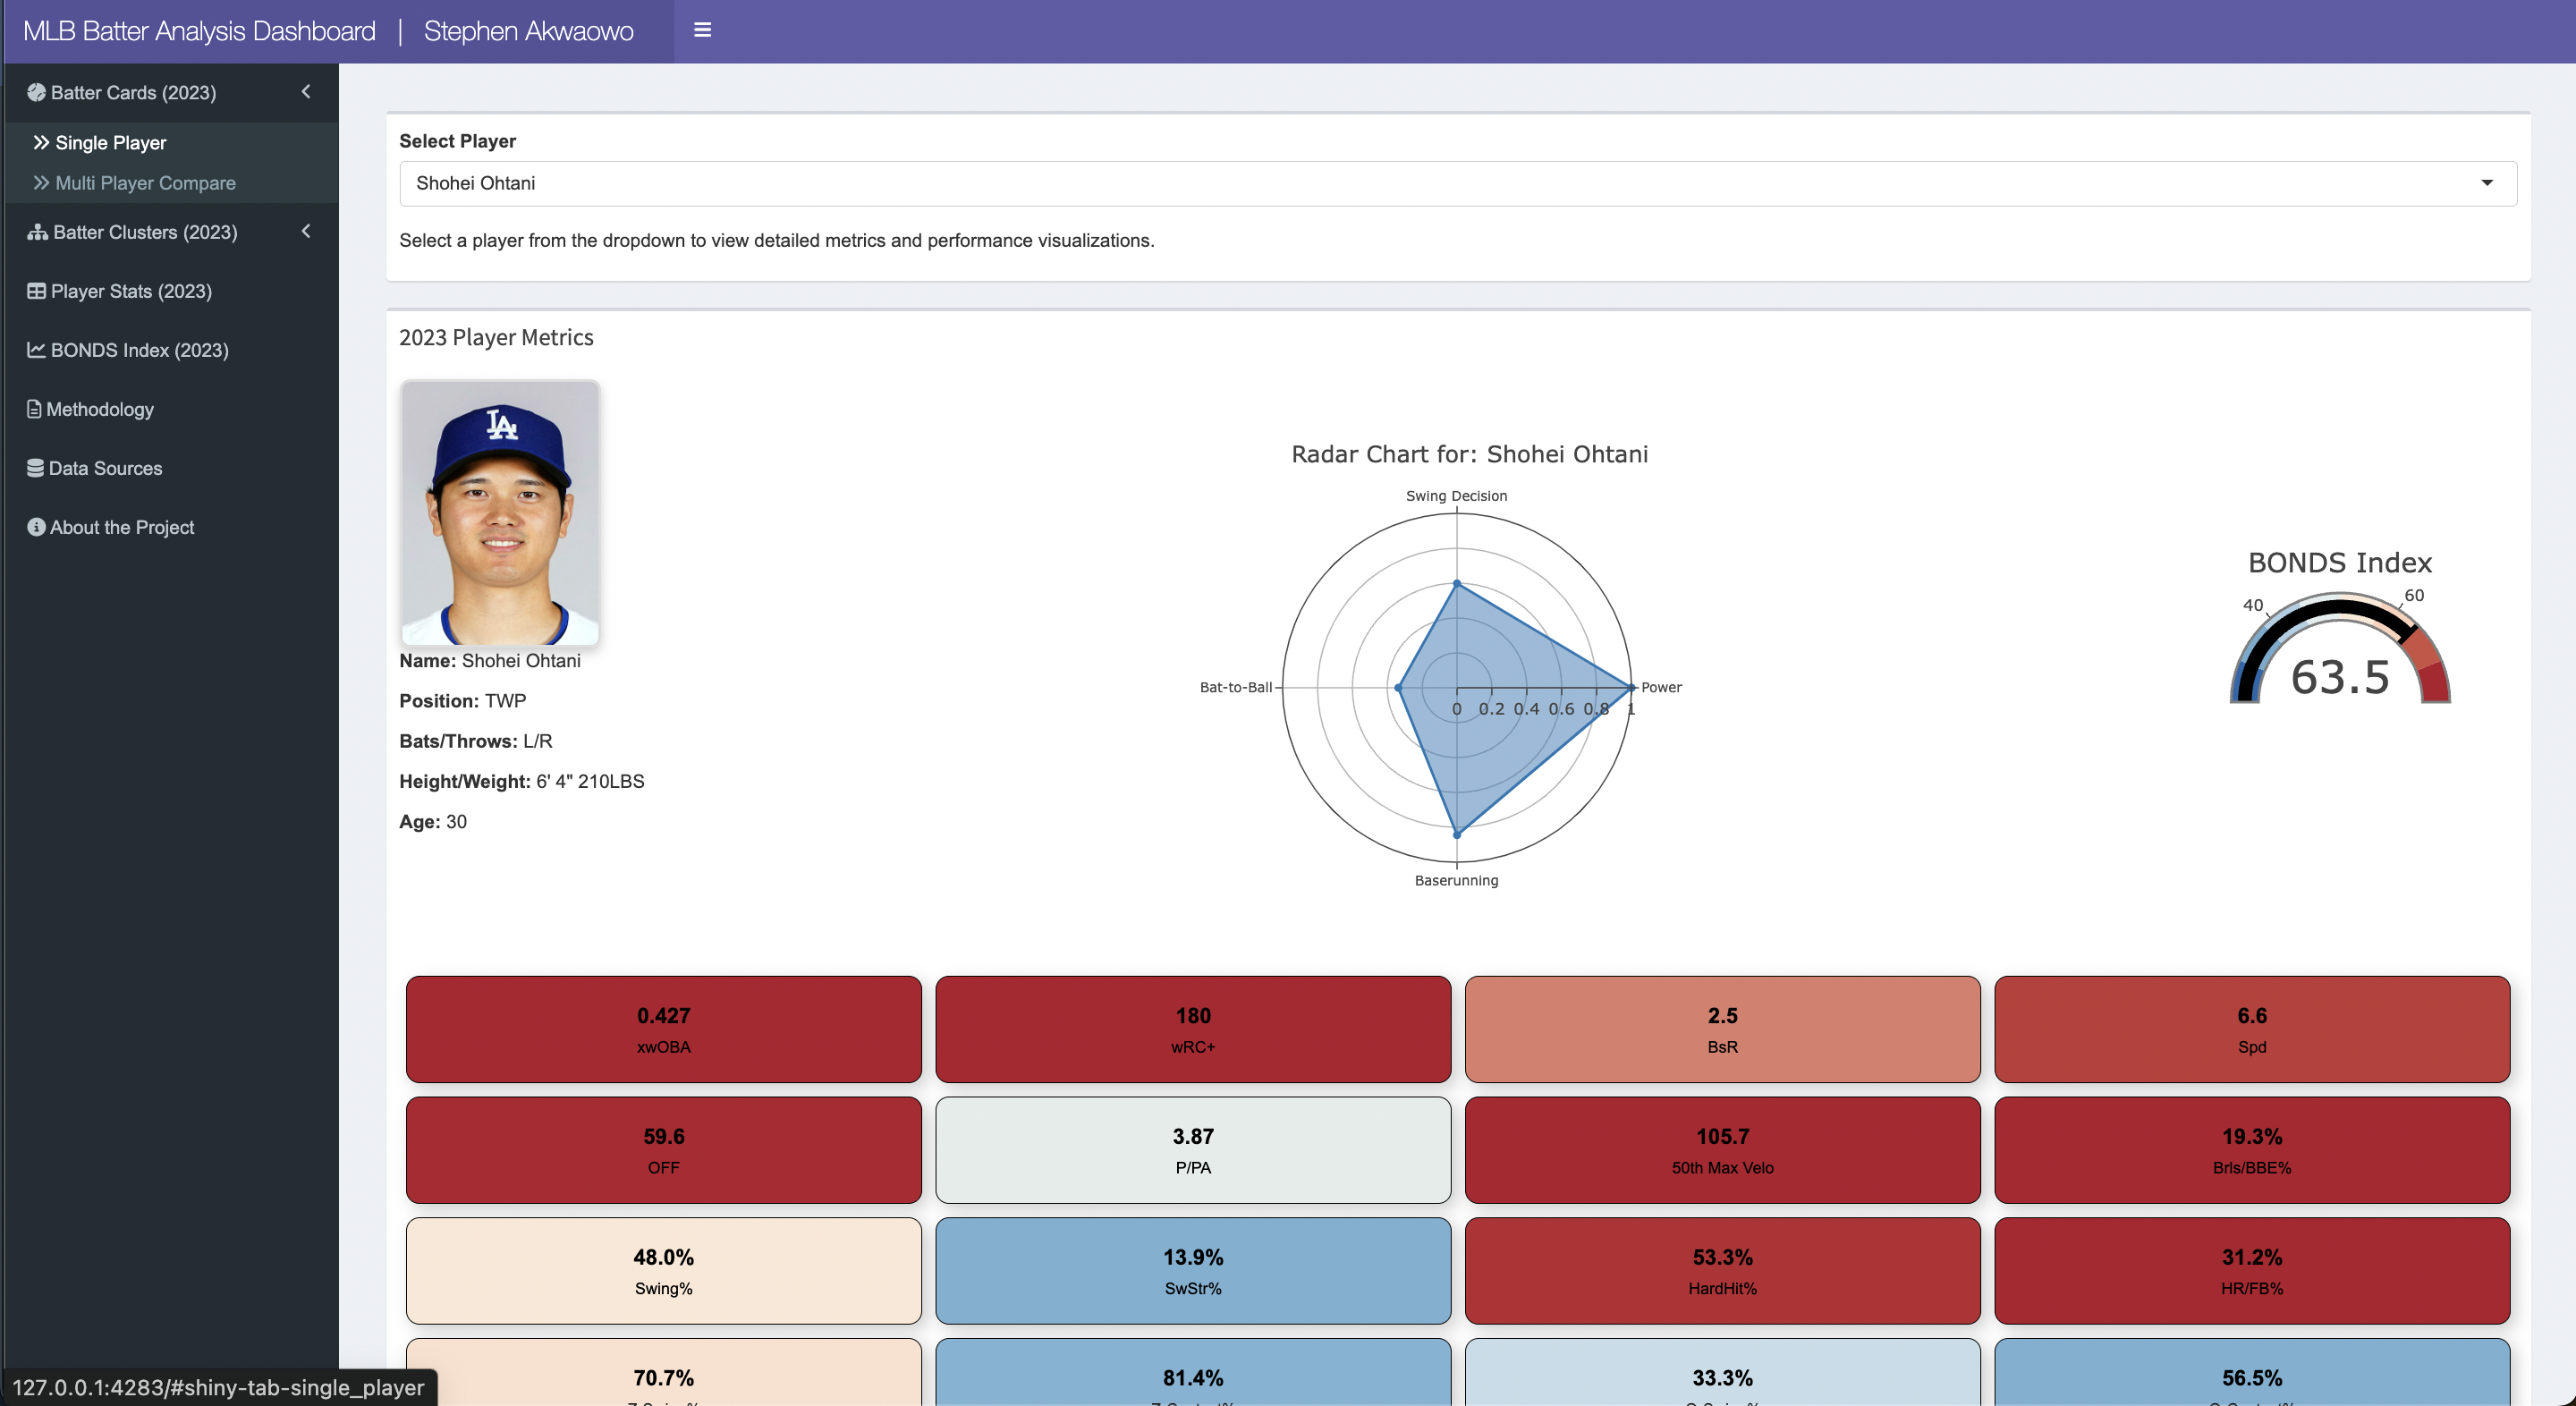 MLB Batter Analysis Dashboard | Stephen Akwaowo
Batter Cards (2023)
Single Player
Multi Player Compare
Batter Clusters (2023)
Player Stats (2023)
BONDS Index (2023)
Methodology
Data Sources
About the Project
Select Player
Shohei Ohtani
Select a player from the dropdown to view detailed metrics and performance visualizations.
2023 Player Metrics
LA
Name: Shohei Ohtani
Position: TWP
Bats/Throws: L/R
Height/Weight: 6' 4" 210LBS
Age: 30
Radar Chart for: Shohei Ohtani
Swing Decision
Bat-to-Ball
Power
0 0.2 0.4 0.6 0.8 1
Baserunning
BONDS Index
40
60
63.5
0.427
xwOBA
180
wRC+
2.5
BsR
6.6
Spd
59.6
OFF
3.87
P/PA
105.7
50th Max Velo
19.3%
Brls/BBE%
48.0%
Swing%
13.9%
SwStr%
53.3%
HardHit%
31.2%
HR/FB%
70.7%
81.4%
33.3%
56.5%
127.0.0.1:4283/#shiny-tab-single_player